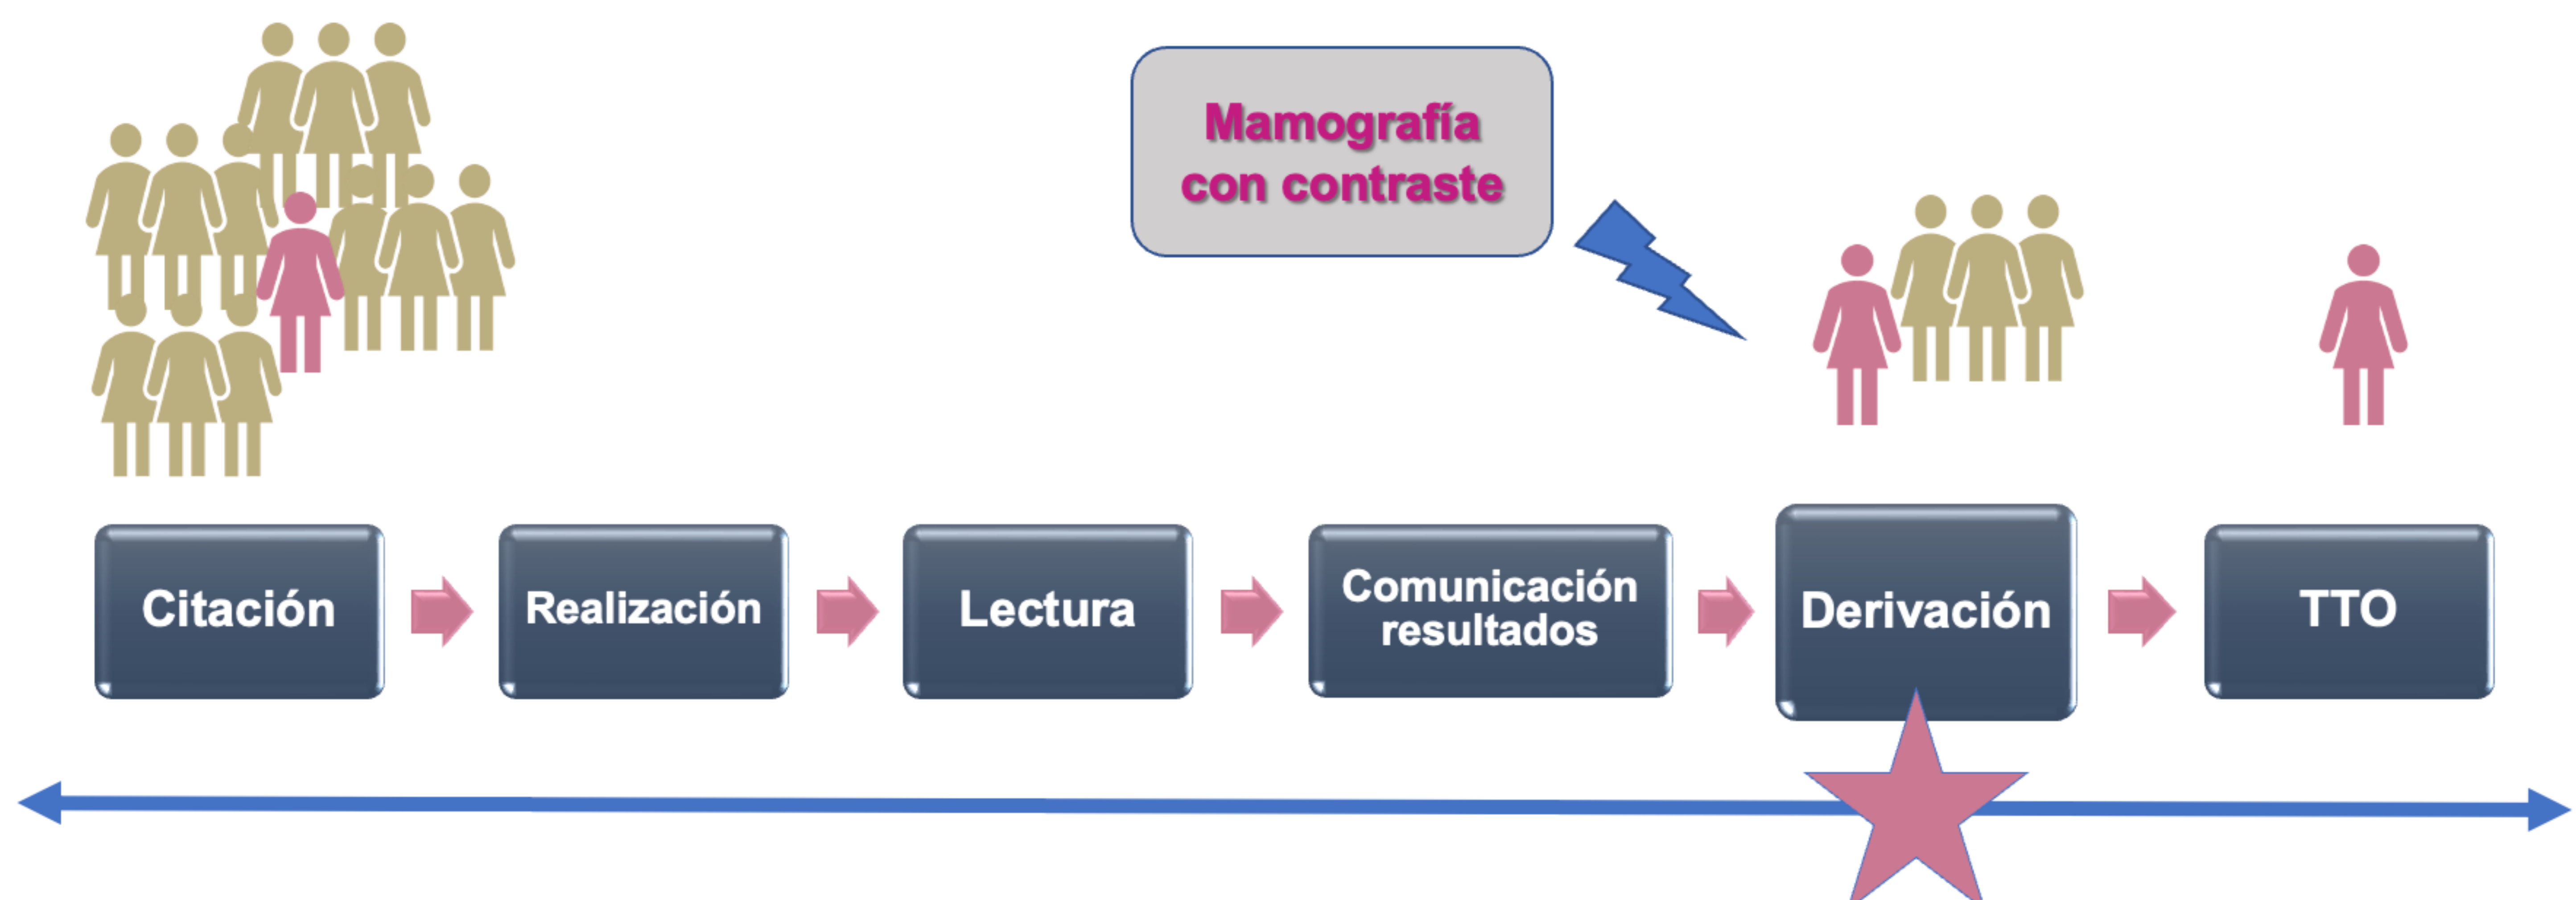 Mamografía
con contraste
Citación
Realización
Lectura
Comunicación
resultados
Derivación
TTO